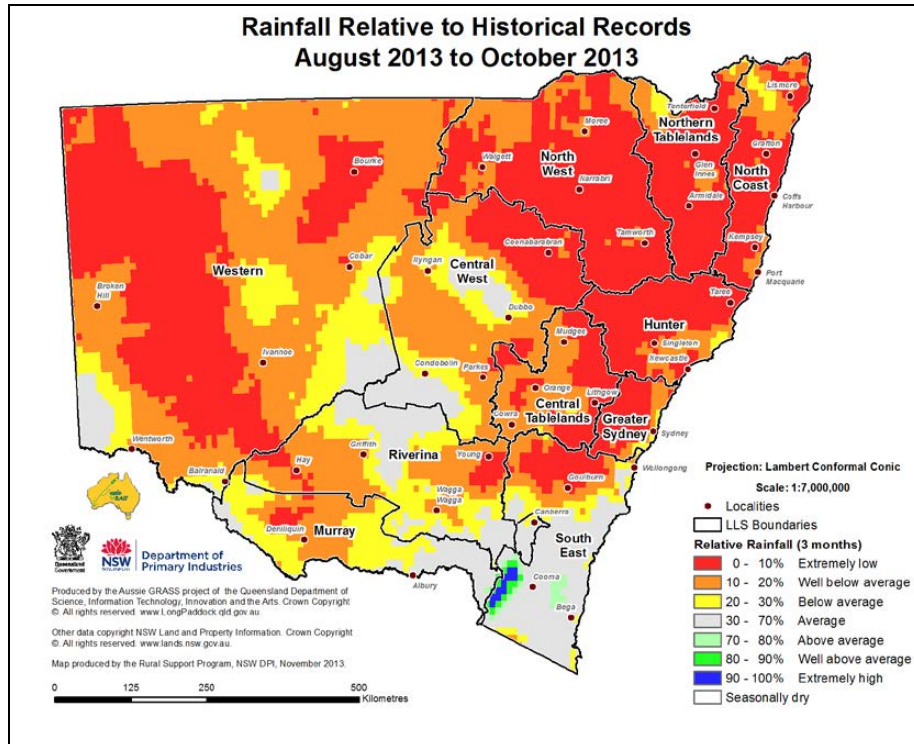 Rainfall Relative to Historical Records
August 2013 to October 2013
Lismore
Tenterfield
Northern
Tablelands
Moree
North
West
Walgett
Bourke
Glen
Innes
Grafton
North
Coast
Narrabri
Armidale
Coffs
Harbour
Tamworth
Kempsey
Coonabarabran
Port
Macquarie
Western
Cobar
Nyngan
Central
West
Broken
Hill
Dubbo
Taree
Hunter
Mudgee
Singleton
Newcastle
Ivanhoe
Condobolin
Parkes
Orange
Lithgow
Central
Tablelands
Greater
Sydney
Cowra
Sydney
Wentworth
Griffith
Riverina
Young
Wollongong
Balranald
Hay
Goulburn
Wagga
Wagga
Canberra
Deniliquin
Murray
South
East
Albury
Cooma
Bega
Projection: Lambert Conformal Conic
Scale: 1:7,000,000
Localities
LLS Boundaries
Relative Rainfall (3 months)
0 - 10% Extremely low
10 - 20% Well below average
20 - 30% Below average
30 - 70% Average
70 - 80% Above average
80 - 90% Well above average
90 - 100% Extremely high
Seasonally dry
Queensland
Government
NSW
Department of
Primary Industries
Produced by the Aussie GRASS project of the Queensland Department of
Science, Information Technology, Innovation and the Arts. Crown Copyright
© All rights reserved. www.LongPaddock.qld.gov.au.
Other data copyright NSW Land and Property Information. Crown Copyright
© All rights reserved. www.lands.nsw.gov.au.
Map produced by the Rural Support Program, NSW DPI, November 2013.
0 125 250 500
Kilometres